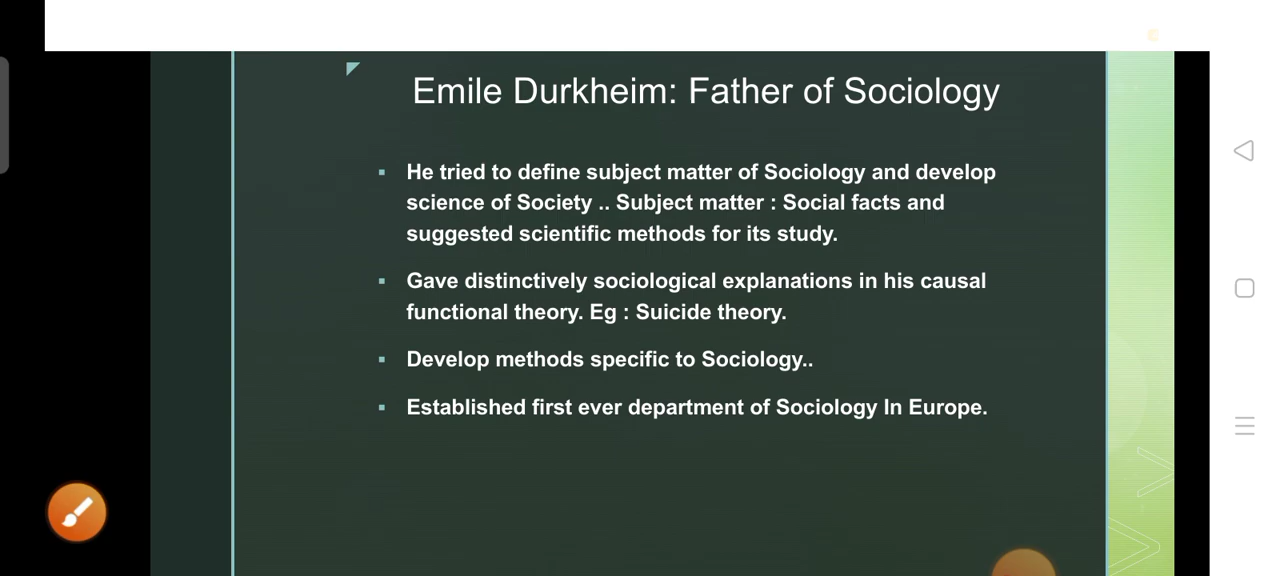 Emile Durkheim: Father of Sociology
He tried to define subject matter of Sociology and develop
science of Society .. Subject matter : Social facts and
suggested scientific methods for its study.
Gave distinctively sociological explanations in his causal
functional theory. Eg : Suicide theory.
Develop methods specific to Sociology..
Established first ever department of Sociology In Europe.